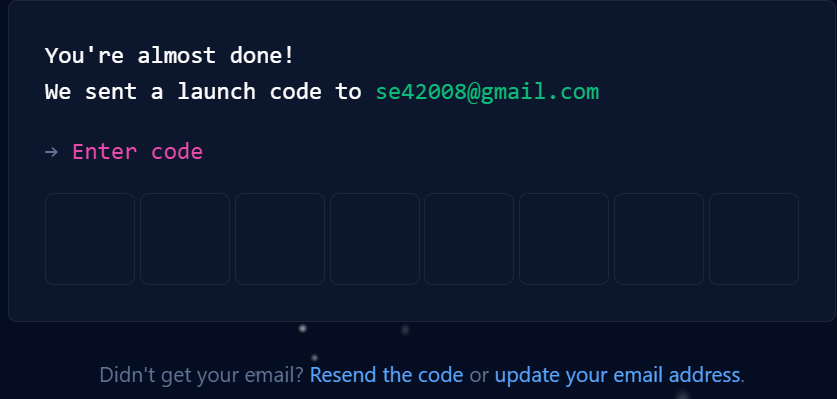 You're almost done!
We sent a launch code to se42008@gmail.com
→ Enter code
Didn't get your email? Resend the code or update your email address.